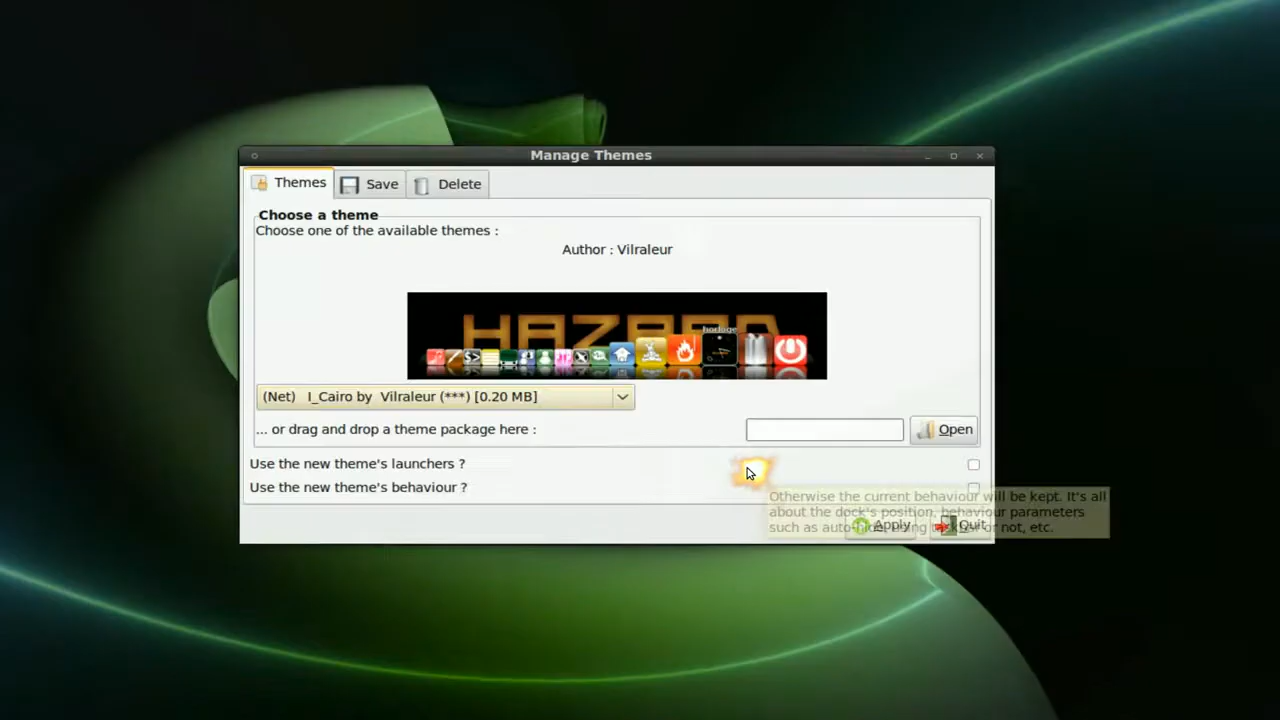 Manage Themes
Themes
Save
Delete
Choose a theme
Choose one of the available themes :
Author : Vilraleur
HAZARD
horloge
(Net) I_Cairo by Vilraleur (***) [0.20 MB]
... or drag and drop a theme package here :
Open
Use the new theme's launchers ?
Use the new theme's behaviour ?
Otherwise the current behaviour will be kept. It's all
about the dock's position, behaviour parameters
such as auto-hide, using taskbar or not, etc.
Apply
Quit